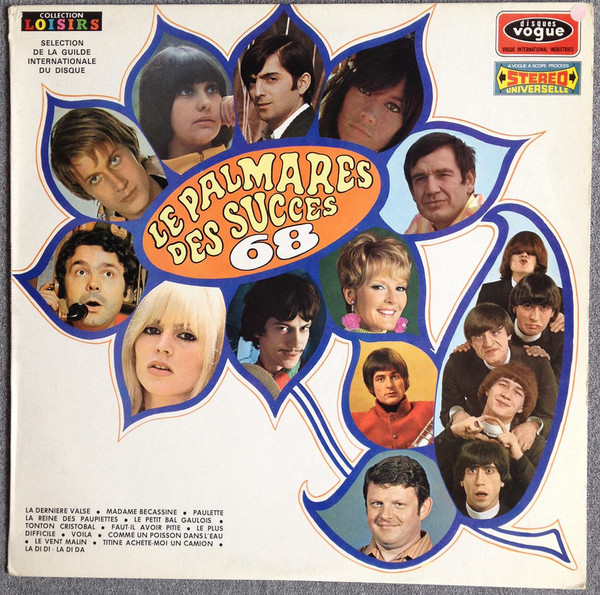 COLLECTION
LOISIRS
SELECTION
DE LA GUILDE
INTERNATIONALE
DU DISQUE
disques
vogue
VOGUE INTERNATIONAL INDUSTRIES
A VOGUE A SCOPE PROCESS
STEREO
UNIVERSELLE
LE PALMARES
DES SUCCES
68
LA DERNIERE VALSE • MADAME BECASSINE • PAULETTE
LA REINE DES PAUPIETTES • LE PETIT BAL GAULOIS •
TONTON CRISTOBAL • FAUT-IL AVOIR PITIE • LE PLUS
DIFFICILE • VOILA • COMME UN POISSON DANS L'EAU
• LE VENT MALIN • TITINE ACHETE-MOI UN CAMION •
LA DI DI - LA DI DA